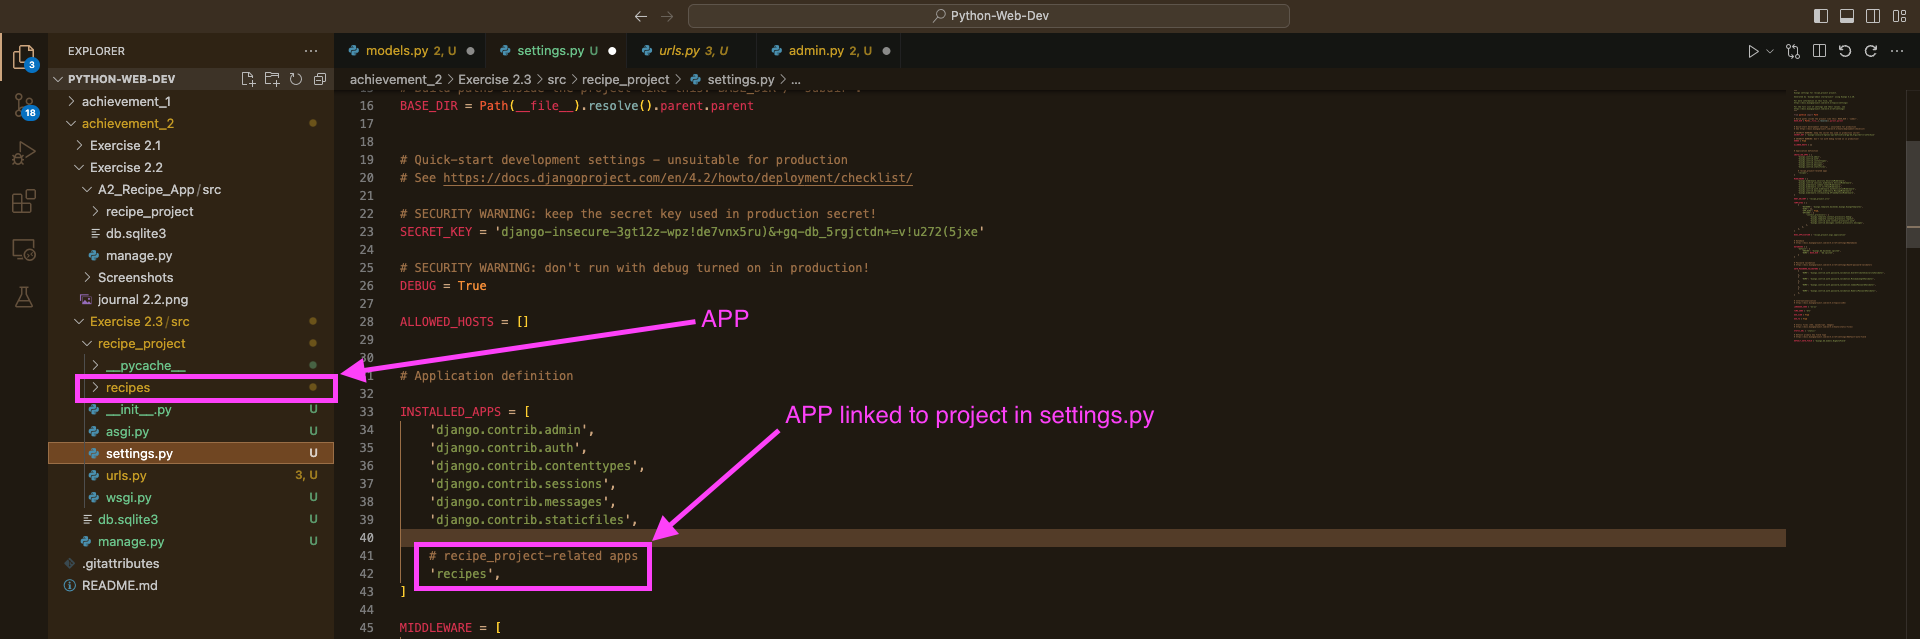 Python-Web-Dev
EXPLORER
models.py 2, U
settings.py U
urls.py 3, U
admin.py 2, U
3
18
PYTHON-WEB-DEV
achievement_1
achievement_2
Exercise 2.1
Exercise 2.2
A2_Recipe_App / src
recipe_project
db.sqlite3
manage.py
Screenshots
journal 2.2.png
Exercise 2.3 / src
recipe_project
__pycache__
recipes
__init__.py U
asgi.py U
settings.py U
urls.py 3, U
wsgi.py U
db.sqlite3 U
manage.py U
.gitattributes
README.md
achievement_2 > Exercise 2.3 > src > recipe_project > settings.py > ...
16 BASE_DIR = Path(__file__).resolve().parent.parent
17
18
19 # Quick-start development settings - unsuitable for production
20 # See https://docs.djangoproject.com/en/4.2/howto/deployment/checklist/
21
22 # SECURITY WARNING: keep the secret key used in production secret!
23 SECRET_KEY = 'django-insecure-3gt12z-wpz!de7vnx5ru)&+gq-db_5rgjctdn+=v!u272(5jxe'
24
25 # SECURITY WARNING: don't run with debug turned on in production!
26 DEBUG = True
27
28 ALLOWED_HOSTS = []
29
30
# Application definition
32
33 INSTALLED_APPS = [
34 'django.contrib.admin',
35 'django.contrib.auth',
36 'django.contrib.contenttypes',
37 'django.contrib.sessions',
38 'django.contrib.messages',
39 'django.contrib.staticfiles',
40
41 # recipe_project-related apps
42 'recipes',
43 ]
44
45 MIDDLEWARE = [
APP
APP linked to project in settings.py